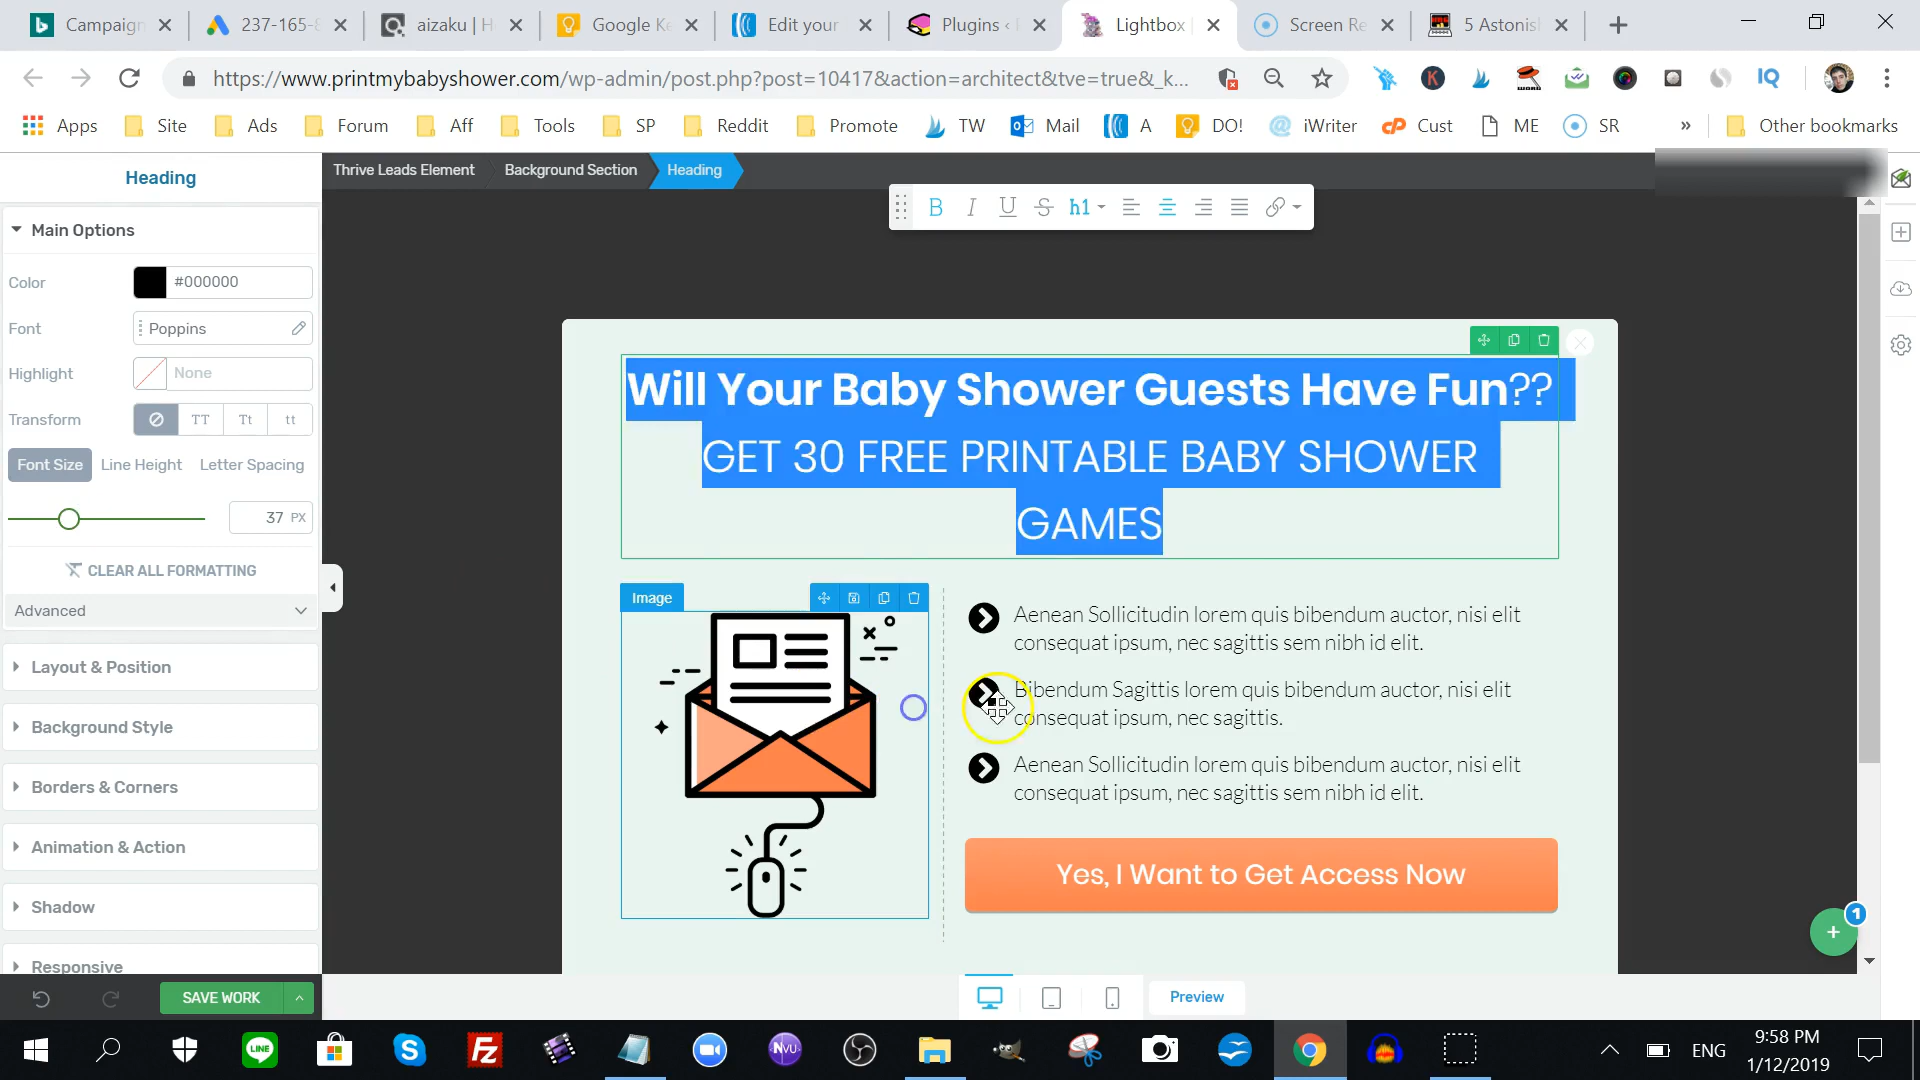 Campaign
237-165-8
aizaku | H
Google Ke
Edit your
Plugins ‹
Lightbox
Screen Re
5 Astonish
https://www.printmybabyshower.com/wp-admin/post.php?post=10417&action=architect&tve=true&_k...
Apps
Site
Ads
Forum
Aff
Tools
SP
Reddit
Promote
TW
Mail
A
DO!
iWriter
Cust
ME
SR
»
Other bookmarks
Heading
Thrive Leads Element
Background Section
Heading
B I U S h1
Main Options
Color
#000000
Font
Poppins
Highlight
None
Transform
TT
Tt
tt
Font Size
Line Height
Letter Spacing
37 PX
CLEAR ALL FORMATTING
Advanced
Layout & Position
Background Style
Borders & Corners
Animation & Action
Shadow
Responsive
SAVE WORK
Will Your Baby Shower Guests Have Fun??
GET 30 FREE PRINTABLE BABY SHOWER
GAMES
Image
Aenean Sollicitudin lorem quis bibendum auctor, nisi elit
consequat ipsum, nec sagittis sem nibh id elit.
Bibendum Sagittis lorem quis bibendum auctor, nisi elit
consequat ipsum, nec sagittis.
Aenean Sollicitudin lorem quis bibendum auctor, nisi elit
consequat ipsum, nec sagittis sem nibh id elit.
Yes, I Want to Get Access Now
1
Preview
ENG
9:58 PM
1/12/2019